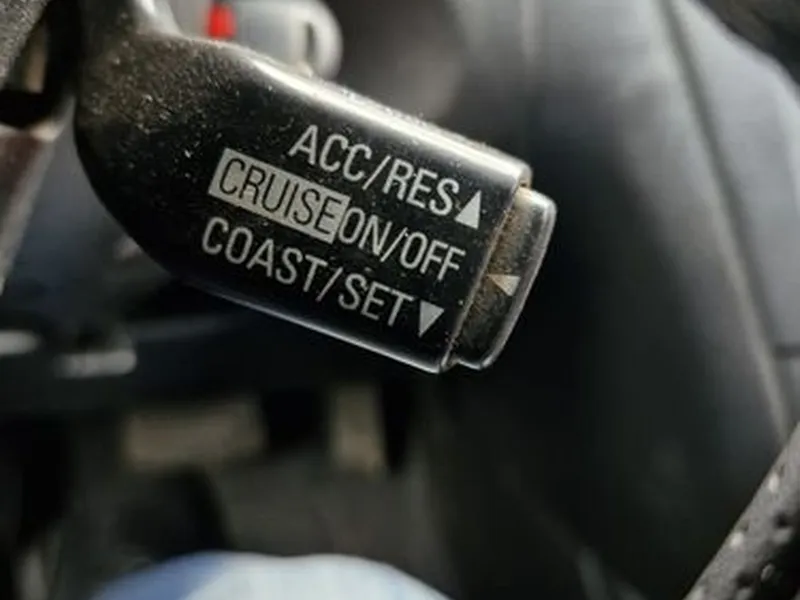 ACC/RES▲
CRUISE ON/OFF
COAST/SET▼